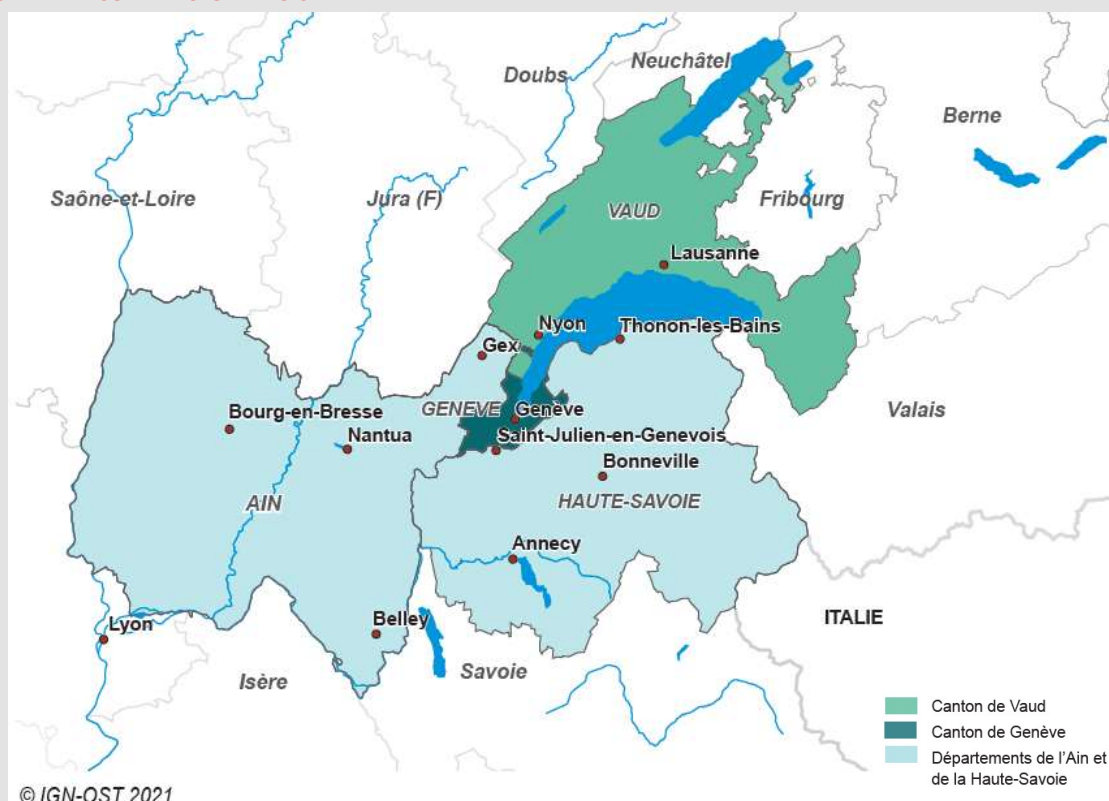 Neuchâtel
Doubs
Berne
Saône-et-Loire
Jura (F)
VAUD
Fribourg
Lausanne
Nyon
Thonon-les-Bains
Gex
GENEVE
Genève
Valais
Bourg-en-Bresse
Nantua
Saint-Julien-en-Genevois
Bonneville
AIN
HAUTE-SAVOIE
Annecy
Lyon
Belley
ITALIE
Isère
Savoie
Canton de Vaud
Canton de Genève
Départements de l'Ain et
de la Haute-Savoie
© IGN-OST 2021